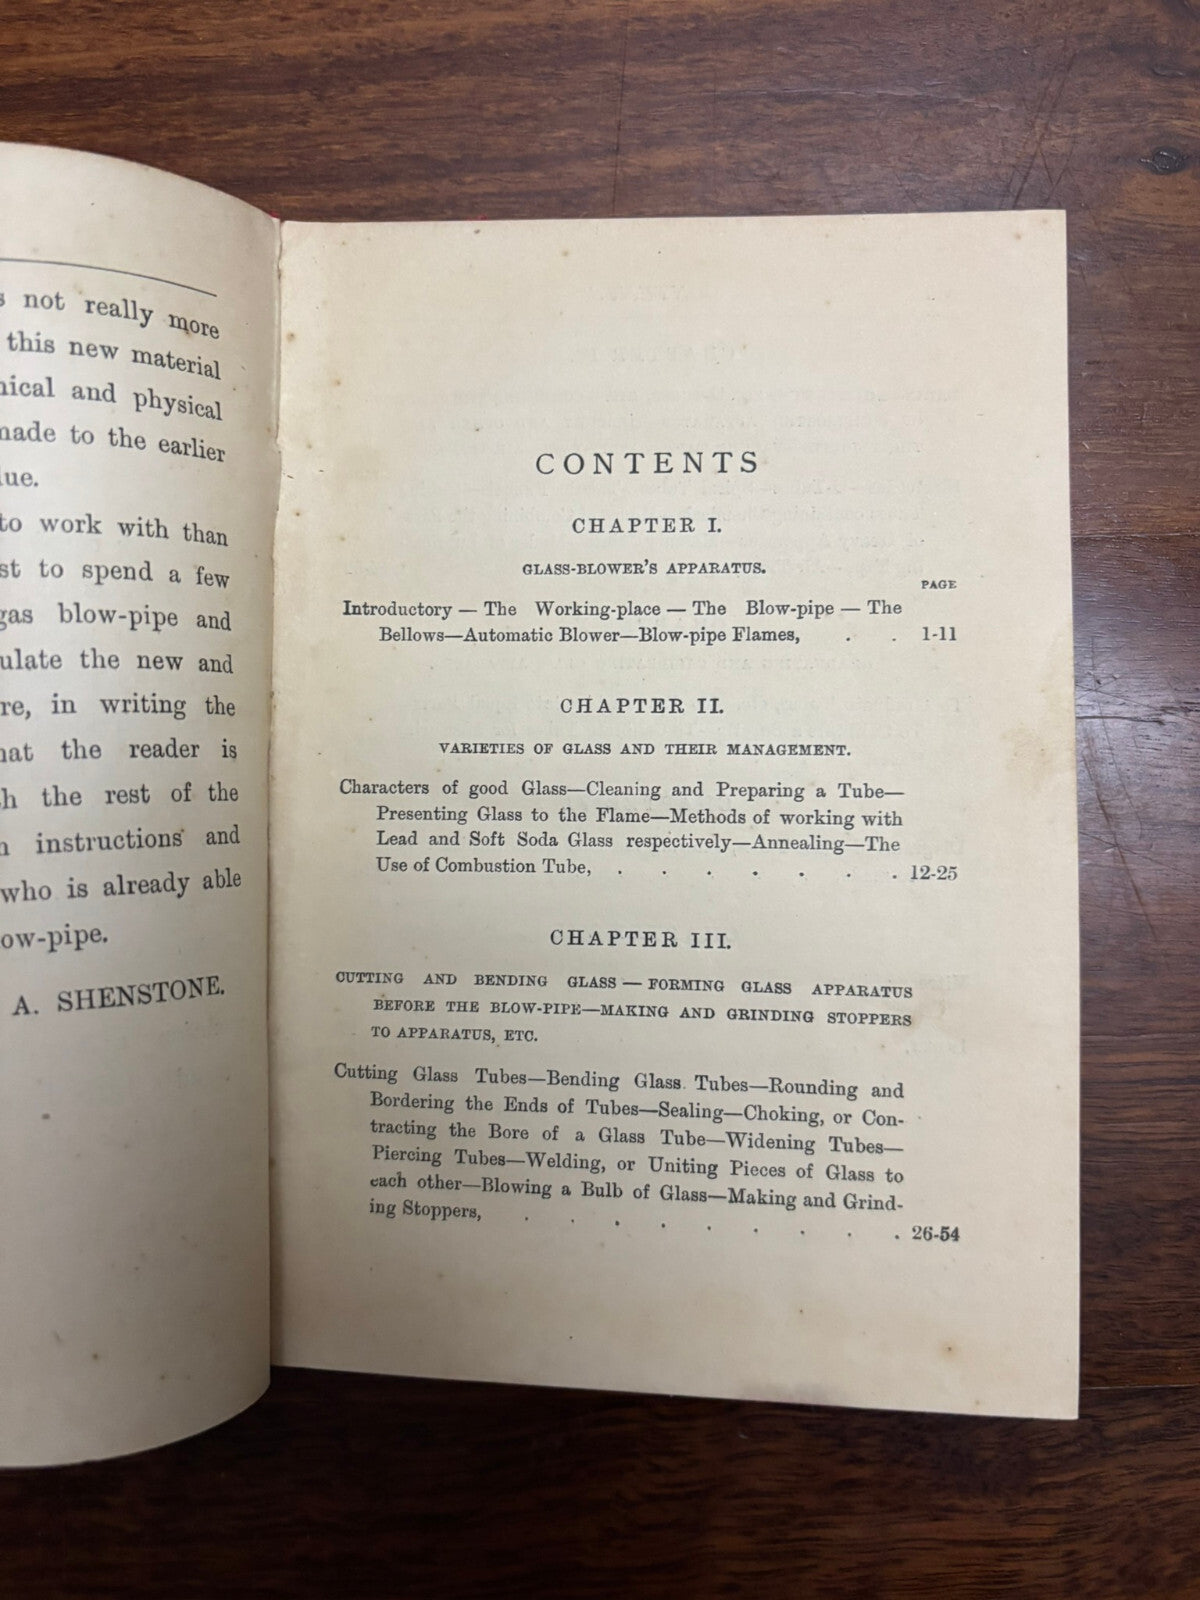 not really more
this new material
and physical
made to the earlier
to work with than
to spend a few
gas blow-pipe and
the new and
in writing the
the reader is
the rest of the
instructions and
who is already able
ow-pipe.
A. SHENSTONE.
CONTENTS
CHAPTER I.
GLASS-BLOWER'S APPARATUS.
PAGE
Introductory — The Working-place — The Blow-pipe — The
Bellows—Automatic Blower—Blow-pipe Flames, . . 1-11
CHAPTER II.
VARIETIES OF GLASS AND THEIR MANAGEMENT.
Characters of good Glass—Cleaning and Preparing a Tube—
Presenting Glass to the Flame—Methods of working with
Lead and Soft Soda Glass respectively—Annealing—The
Use of Combustion Tube, . . . . . . . 12-25
CHAPTER III.
CUTTING AND BENDING GLASS — FORMING GLASS APPARATUS
BEFORE THE BLOW-PIPE—MAKING AND GRINDING STOPPERS
TO APPARATUS, ETC.
Cutting Glass Tubes—Bending Glass Tubes—Rounding and
Bordering the Ends of Tubes—Sealing—Choking, or Con-
tracting the Bore of a Glass Tube—Widening Tubes—
Piercing Tubes—Welding, or Uniting Pieces of Glass to
each other—Blowing a Bulb of Glass—Making and Grind-
ing Stoppers, . . . . . . . . . 26-54